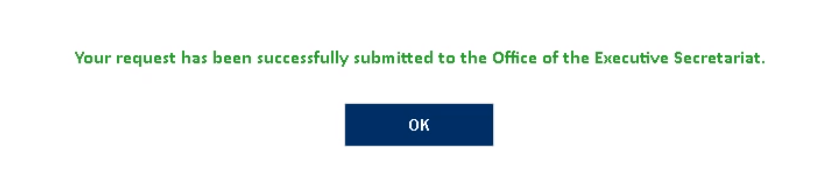 Your request has been successfully submitted to the Office of the Executive Secretariat.
OK